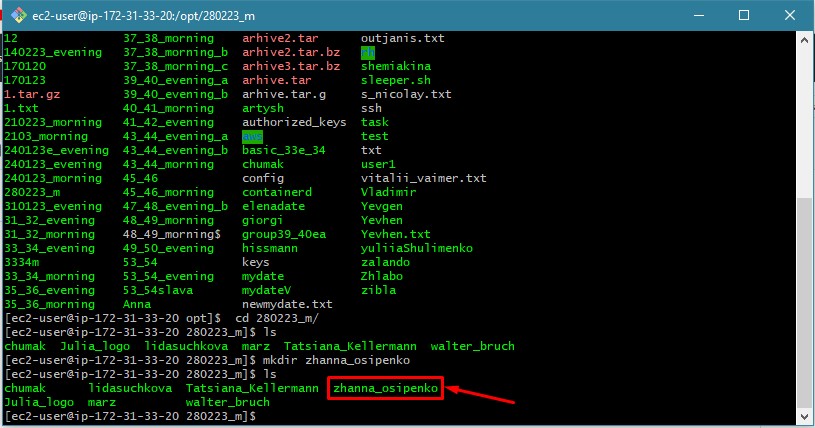 ec2-user@ip-172-31-33-20:/opt/280223_m
12 37_38_morning arhive2.tar outjanis.txt
140223_evening 37_38_morning_b arhive2.tar.bz rh
170120 37_38_morning_c arhive3.tar.bz shemiakina
170123 39_40_evening_a arhive.tar sleeper.sh
1.tar.gz 39_40_evening_b arhive.tar.g s_nicolay.txt
1.txt 40_41_morning artysh ssh
210223_morning 41_42_evening authorized_keys task
2103_morning 43_44_evening_a aws test
240123e_evening 43_44_evening_b basic_33e_34 txt
240123_evening 43_44_morning chumak user1
240123_morning 45_46 config vitalii_vaimer.txt
280223_m 45_46_morning containerd Vladimir
310123_evening 47_48_evening_b elenadate Yevgen
31_32_evening 48_49_morning giorgi Yevhen
31_32_morning 48_49_morning$ group39_40ea Yevhen.txt
33_34_evening 49_50_evening hissmann yuliiaShulimenko
3334m 53_54 keys zalando
33_34_morning 53_54_evening mydate Zhlabo
35_36_evening 53_54slava mydateV zibla
35_36_morning Anna newmydate.txt
[ec2-user@ip-172-31-33-20 opt]$ cd 280223_m/
[ec2-user@ip-172-31-33-20 280223_m]$ ls
chumak Julia_logo lidasuchkova marz Tatsiana_Kellermann walter_bruch
[ec2-user@ip-172-31-33-20 280223_m]$ mkdir zhanna_osipenko
[ec2-user@ip-172-31-33-20 280223_m]$ ls
chumak lidasuchkova Tatsiana_Kellermann zhanna_osipenko
Julia_logo marz walter_bruch
[ec2-user@ip-172-31-33-20 280223_m]$